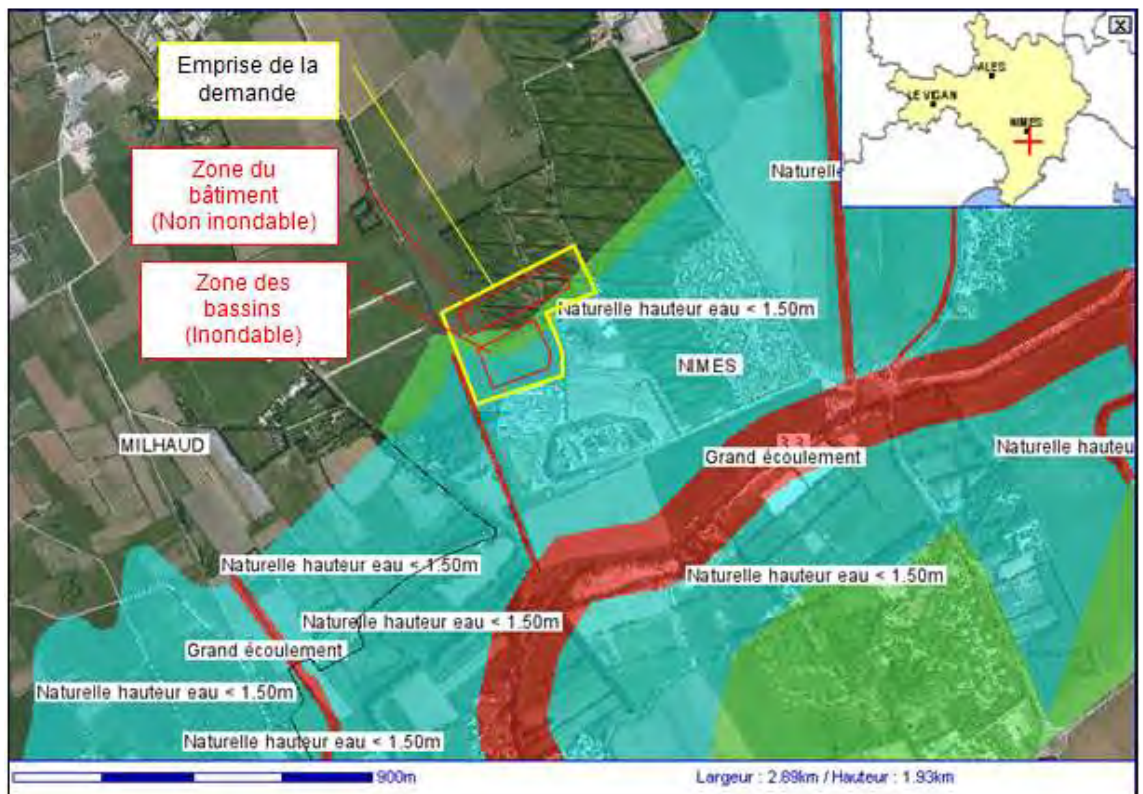 Emprise de la
demande
Zone du
bâtiment
(Non inondable)
Zone des
bassins
(Inondable)
X
ALES
LE VIGAN
NIMES
Naturelle
Naturelle hauteur eau < 1.50m
NIMES
MILHAUD
3.3
Grand écoulement
Naturelle hauteu
Naturelle hauteur eau < 1.50m
Naturelle hauteur eau < 1.50m
Naturelle hauteur eau < 1.50m
Grand écoulement
Naturelle hauteur eau < 1.50m
Naturelle hauteur eau < 1.50m
900m
Largeur : 2.89km / Hauteur : 1.93km